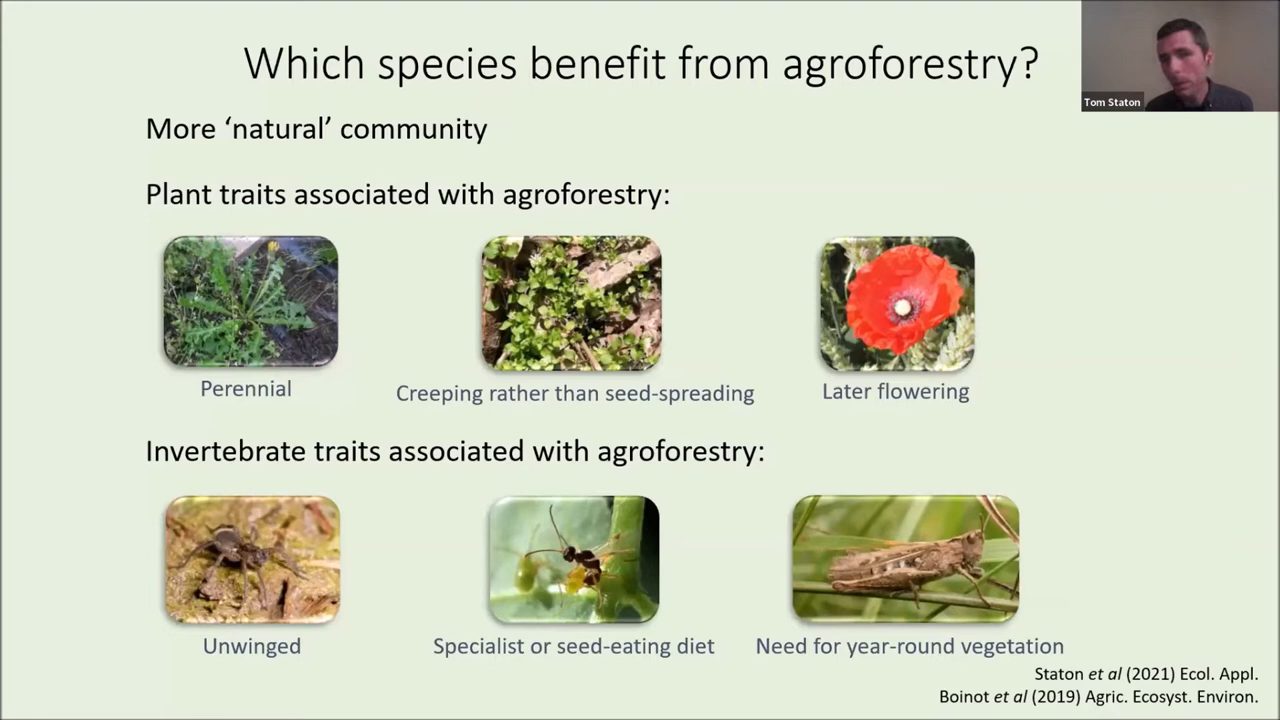 Which species benefit from agroforestry?
Tom Staton
More ‘natural’ community
Plant traits associated with agroforestry:
Perennial
Creeping rather than seed-spreading
Later flowering
Invertebrate traits associated with agroforestry:
Unwinged
Specialist or seed-eating diet
Need for year-round vegetation
Staton et al (2021) Ecol. Appl.
Boinot et al (2019) Agric. Ecosyst. Environ.